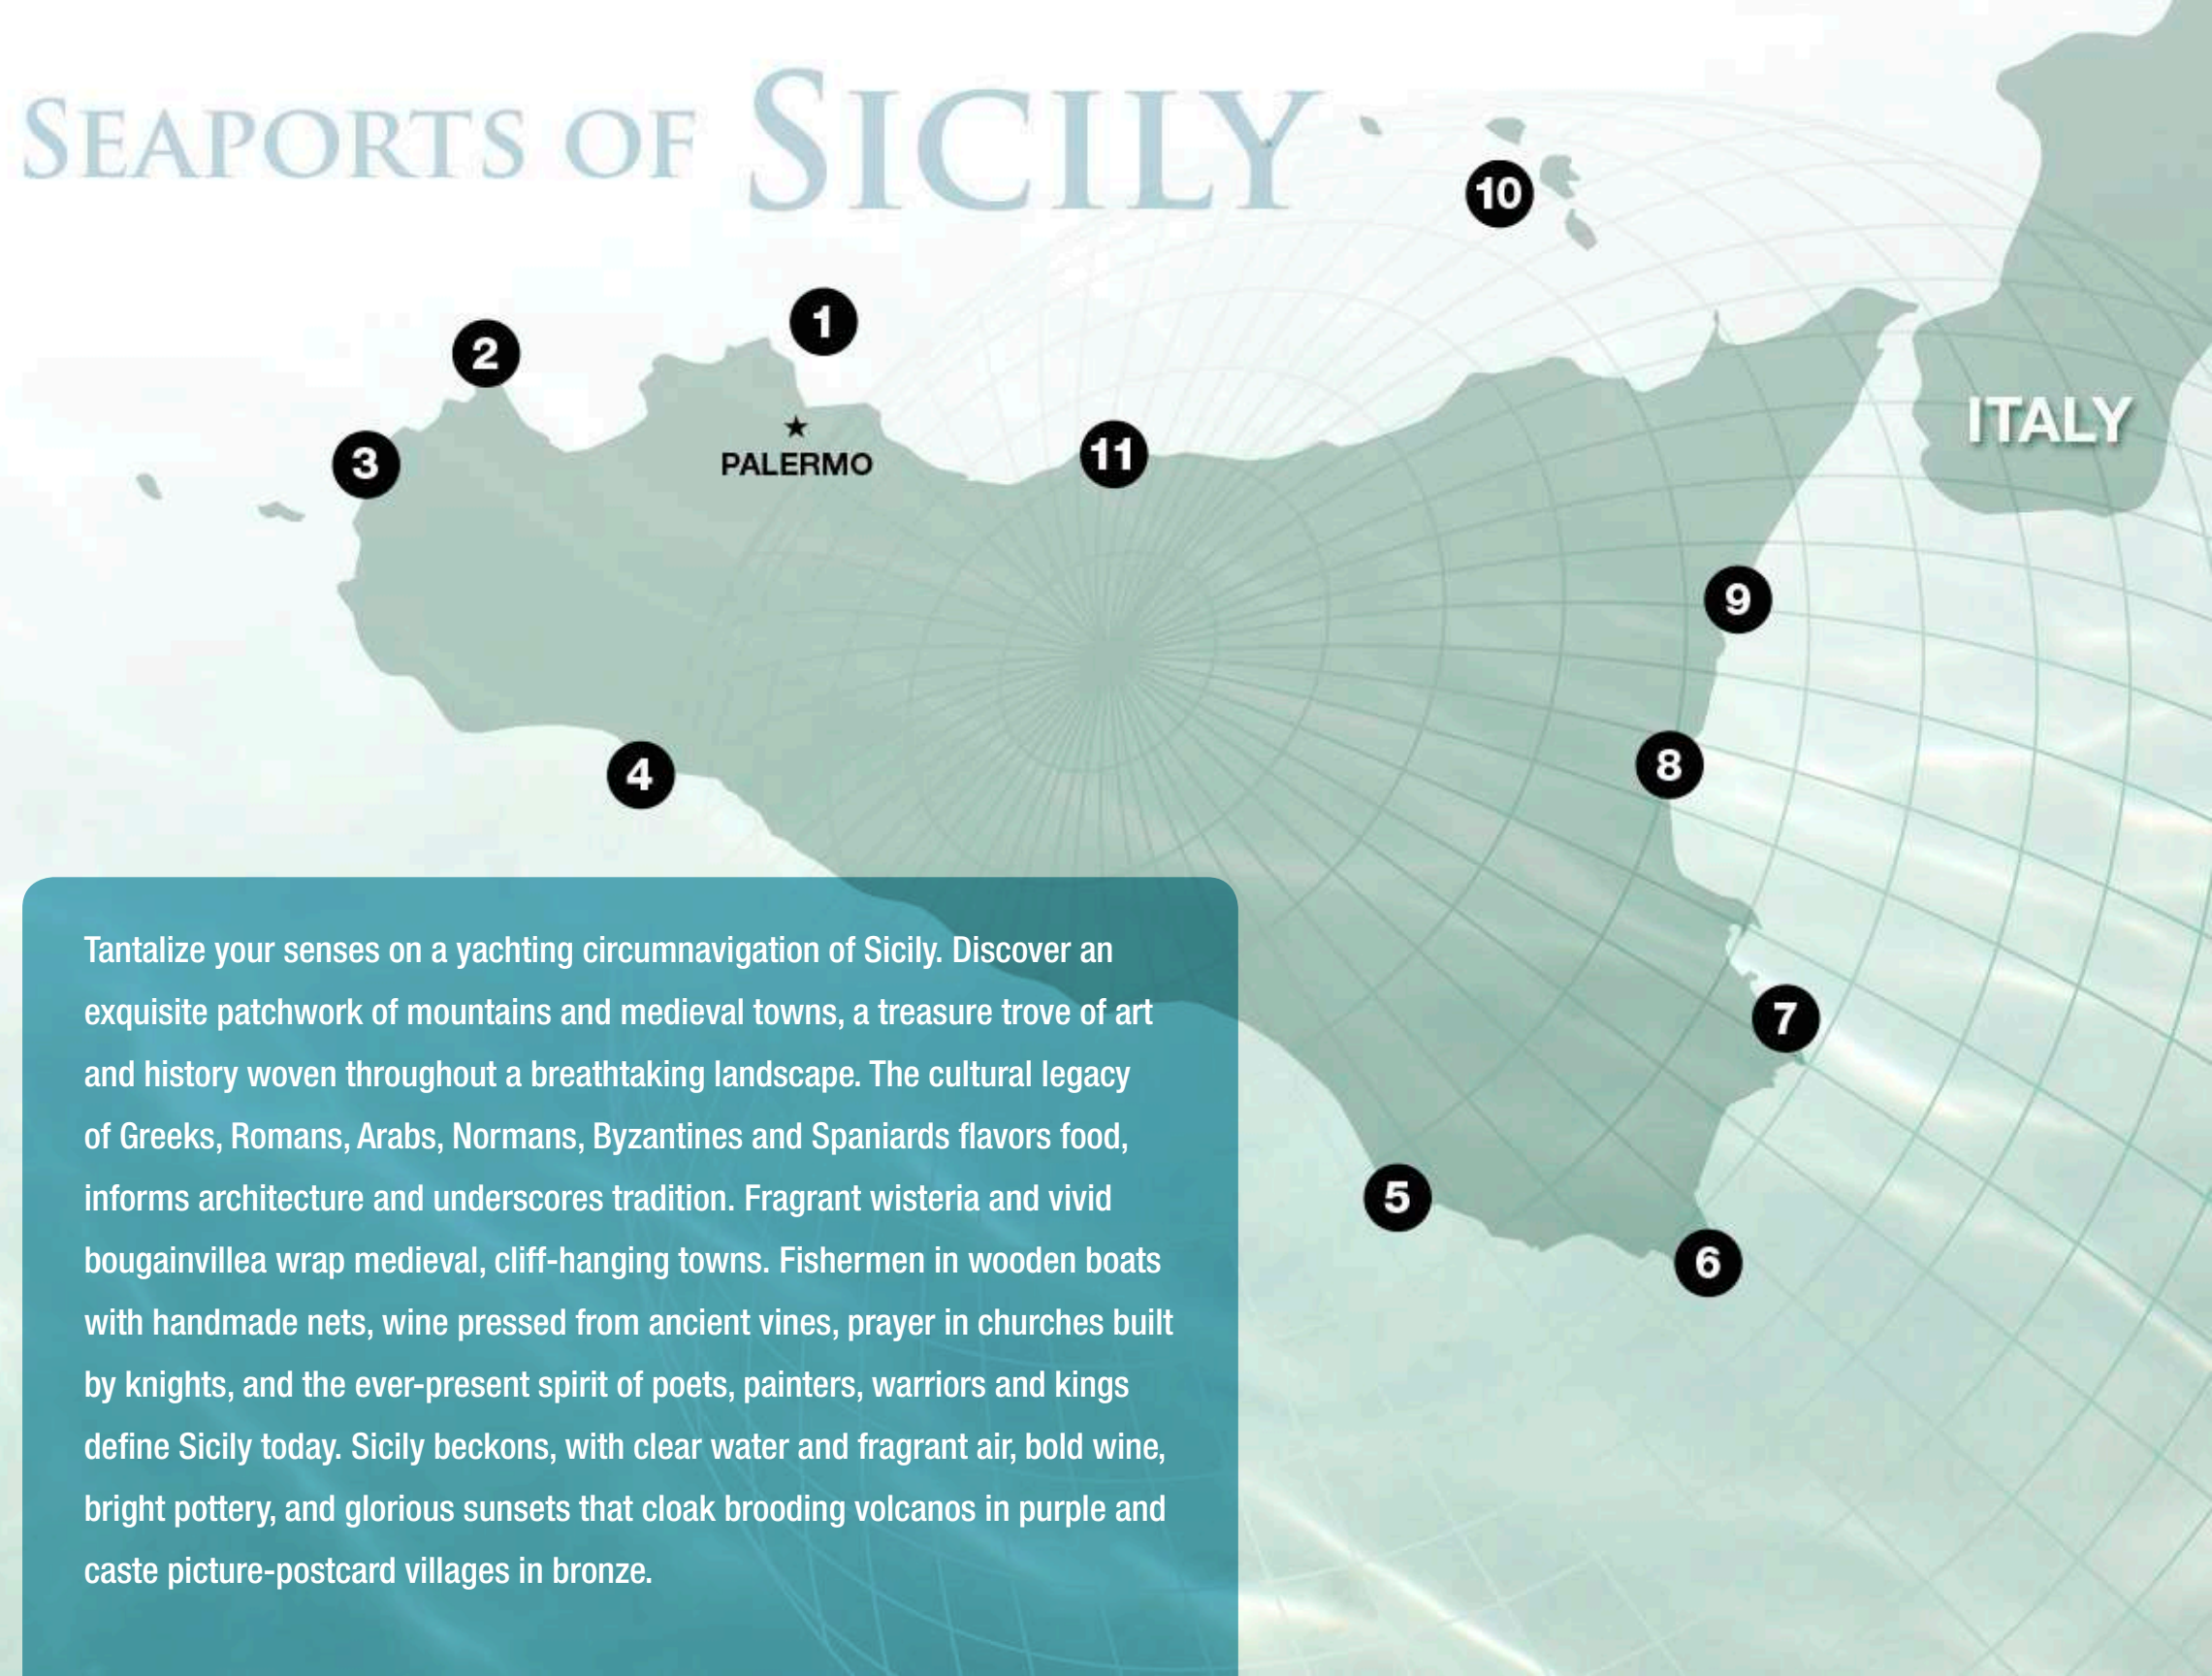 SEAPORTS OF SICILY
10
1
2
ITALY
3
★
PALERMO
11
9
8
4
7
5
6
Tantalize your senses on a yachting circumnavigation of Sicily. Discover an
exquisite patchwork of mountains and medieval towns, a treasure trove of art
and history woven throughout a breathtaking landscape. The cultural legacy
of Greeks, Romans, Arabs, Normans, Byzantines and Spaniards flavors food,
informs architecture and underscores tradition. Fragrant wisteria and vivid
bougainvillea wrap medieval, cliff-hanging towns. Fishermen in wooden boats
with handmade nets, wine pressed from ancient vines, prayer in churches built
by knights, and the ever-present spirit of poets, painters, warriors and kings
define Sicily today. Sicily beckons, with clear water and fragrant air, bold wine,
bright pottery, and glorious sunsets that cloak brooding volcanos in purple and
caste picture-postcard villages in bronze.